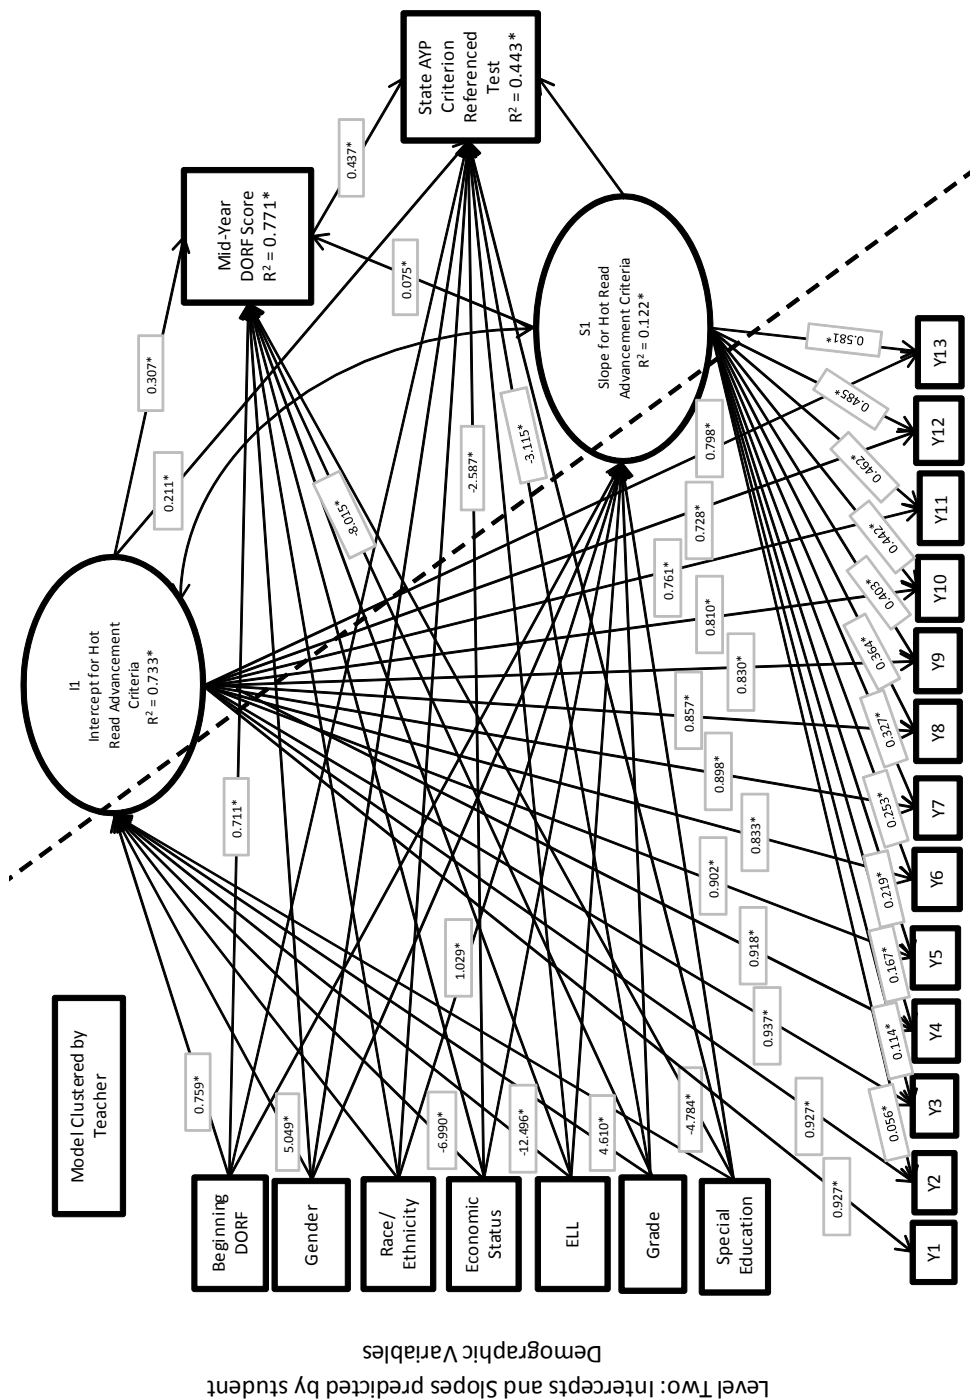 Model Clustered by
Teacher
I1
Intercept for Hot
Read Advancement
Criteria
R² = 0.733*
Mid-Year
DORF Score
R² = 0.771*
State AYP
Criterion
Referenced
Test
R² = 0.443*
S1
Slope for Hot Read
Advancement Criteria
R² = 0.122*
Beginning
DORF
Gender
Race/
Ethnicity
Economic
Status
ELL
Grade
Special
Education
0.759*
5.049*
-6.990*
-12.496*
4.610*
-4.784*
0.711*
1.029*
-8.015*
-2.587*
-3.115*
0.307*
0.211*
0.437*
0.075*
0.927*
0.927*
0.937*
0.918*
0.902*
0.833*
0.898*
0.857*
0.830*
0.810*
0.761*
0.728*
0.798*
0.056*
0.114*
0.167*
0.219*
0.253*
0.327*
0.364*
0.403*
0.442*
0.462*
0.485*
0.581*
Y1
Y2
Y3
Y4
Y5
Y6
Y7
Y8
Y9
Y10
Y11
Y12
Y13
Level Two: Intercepts and Slopes predicted by student
Demographic Variables